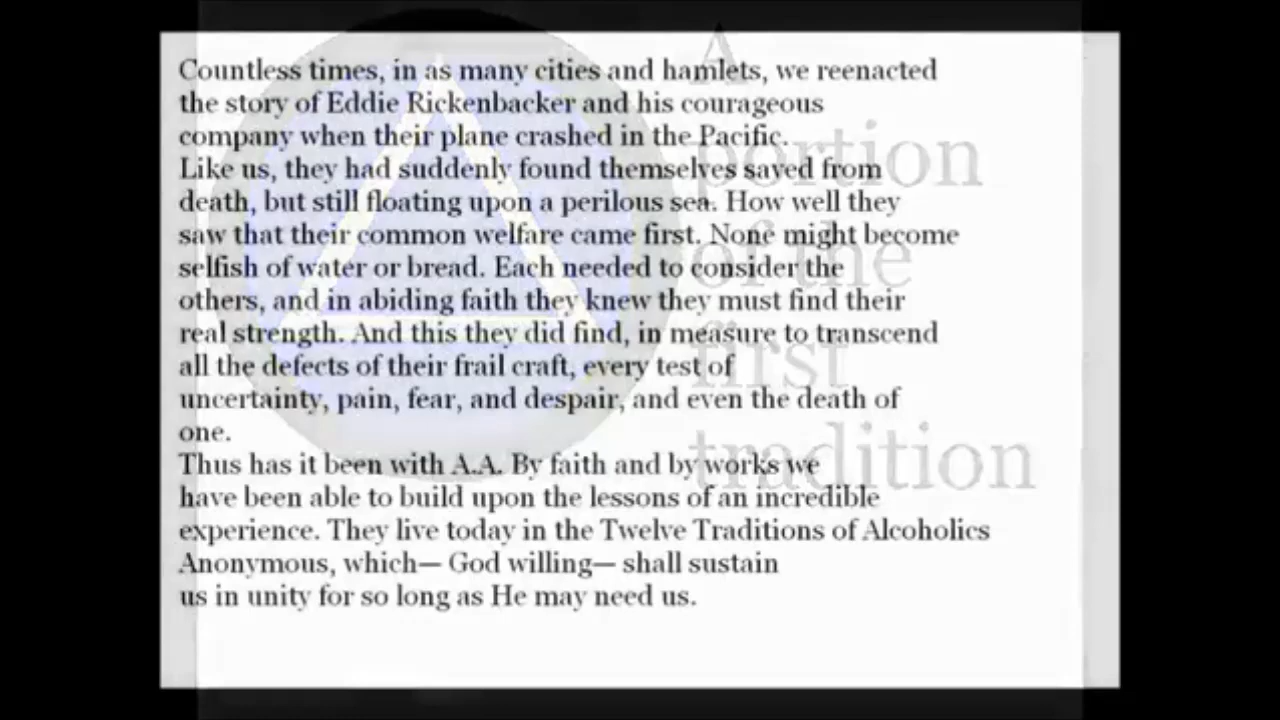 Countless times, in as many cities and hamlets, we reenacted
the story of Eddie Rickenbacker and his courageous
company when their plane crashed in the Pacific.
Like us, they had suddenly found themselves saved from
death, but still floating upon a perilous sea. How well they
saw that their common welfare came first. None might become
selfish of water or bread. Each needed to consider the
others, and in abiding faith they knew they must find their
real strength. And this they did find, in measure to transcend
all the defects of their frail craft, every test of
uncertainty, pain, fear, and despair, and even the death of
one.
Thus has it been with A.A. By faith and by works we
have been able to build upon the lessons of an incredible
experience. They live today in the Twelve Traditions of Alcoholics
Anonymous, which— God willing— shall sustain
us in unity for so long as He may need us.
A
portion
of the
first
tradition